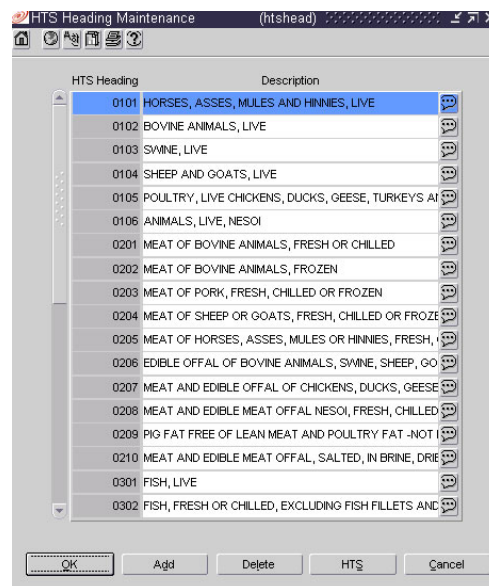 HTS Heading Maintenance (htshead)
HTS Heading Description
0101 HORSES, ASSES, MULES AND HINNIES, LIVE
0102 BOVINE ANIMALS, LIVE
0103 SWINE, LIVE
0104 SHEEP AND GOATS, LIVE
0105 POULTRY, LIVE CHICKENS, DUCKS, GEESE, TURKEYS A
0106 ANIMALS, LIVE, NESOI
0201 MEAT OF BOVINE ANIMALS, FRESH OR CHILLED
0202 MEAT OF BOVINE ANIMALS, FROZEN
0203 MEAT OF PORK, FRESH, CHILLED OR FROZEN
0204 MEAT OF SHEEP OR GOATS, FRESH, CHILLED OR FROZE
0205 MEAT OF HORSES, ASSES, MULES OR HINNIES, FRESH,
0206 EDIBLE OFFAL OF BOVINE ANIMALS, SWINE, SHEEP, GO
0207 MEAT AND EDIBLE OFFAL OF CHICKENS, DUCKS, GEESE
0208 MEAT AND EDIBLE MEAT OFFAL NESOI, FRESH, CHILLED
0209 PIG FAT FREE OF LEAN MEAT AND POULTRY FAT -NOT
0210 MEAT AND EDIBLE MEAT OFFAL, SALTED, IN BRINE, DRIE
0301 FISH, LIVE
0302 FISH, FRESH OR CHILLED, EXCLUDING FISH FILLETS AND
OK Add Delete HTS Cancel